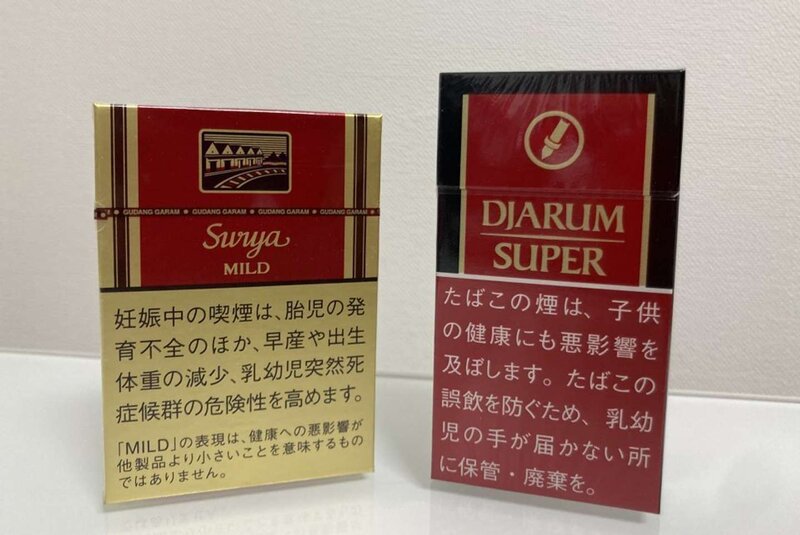 GUDANG GARAM GUDANG GARAM GUDANG GARAM GUDANG GARAM
Surya
MILD
妊娠中の喫煙は、胎児の発
育不全のほか、早産や出生
体重の減少、乳幼児突然死
症候群の危険性を高めます。
「MILD」の表現は、健康への悪影響が
他製品より小さいことを意味するもの
ではありません。
DJARUM
SUPER
たばこの煙は、子供
の健康にも悪影響を
及ぼします。たばこの
誤飲を防ぐため、乳幼
児の手が届かない所
に保管・廃棄を。